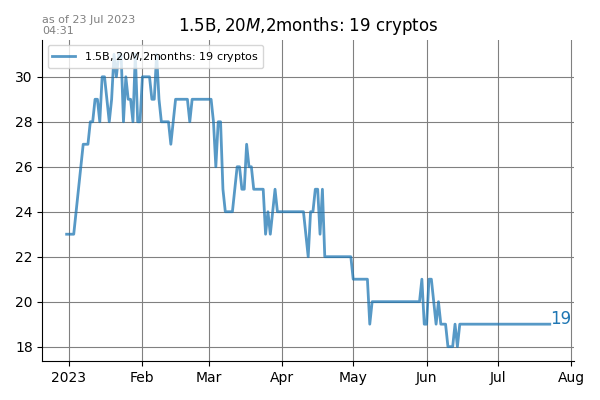 as of 23 Jul 2023
04:31
1.5B, 20M,2months: 19 cryptos
1.5B, 20M,2months: 19 cryptos
30
28
26
24
22
20
18
19
2023 Feb Mar Apr May Jun Jul Aug